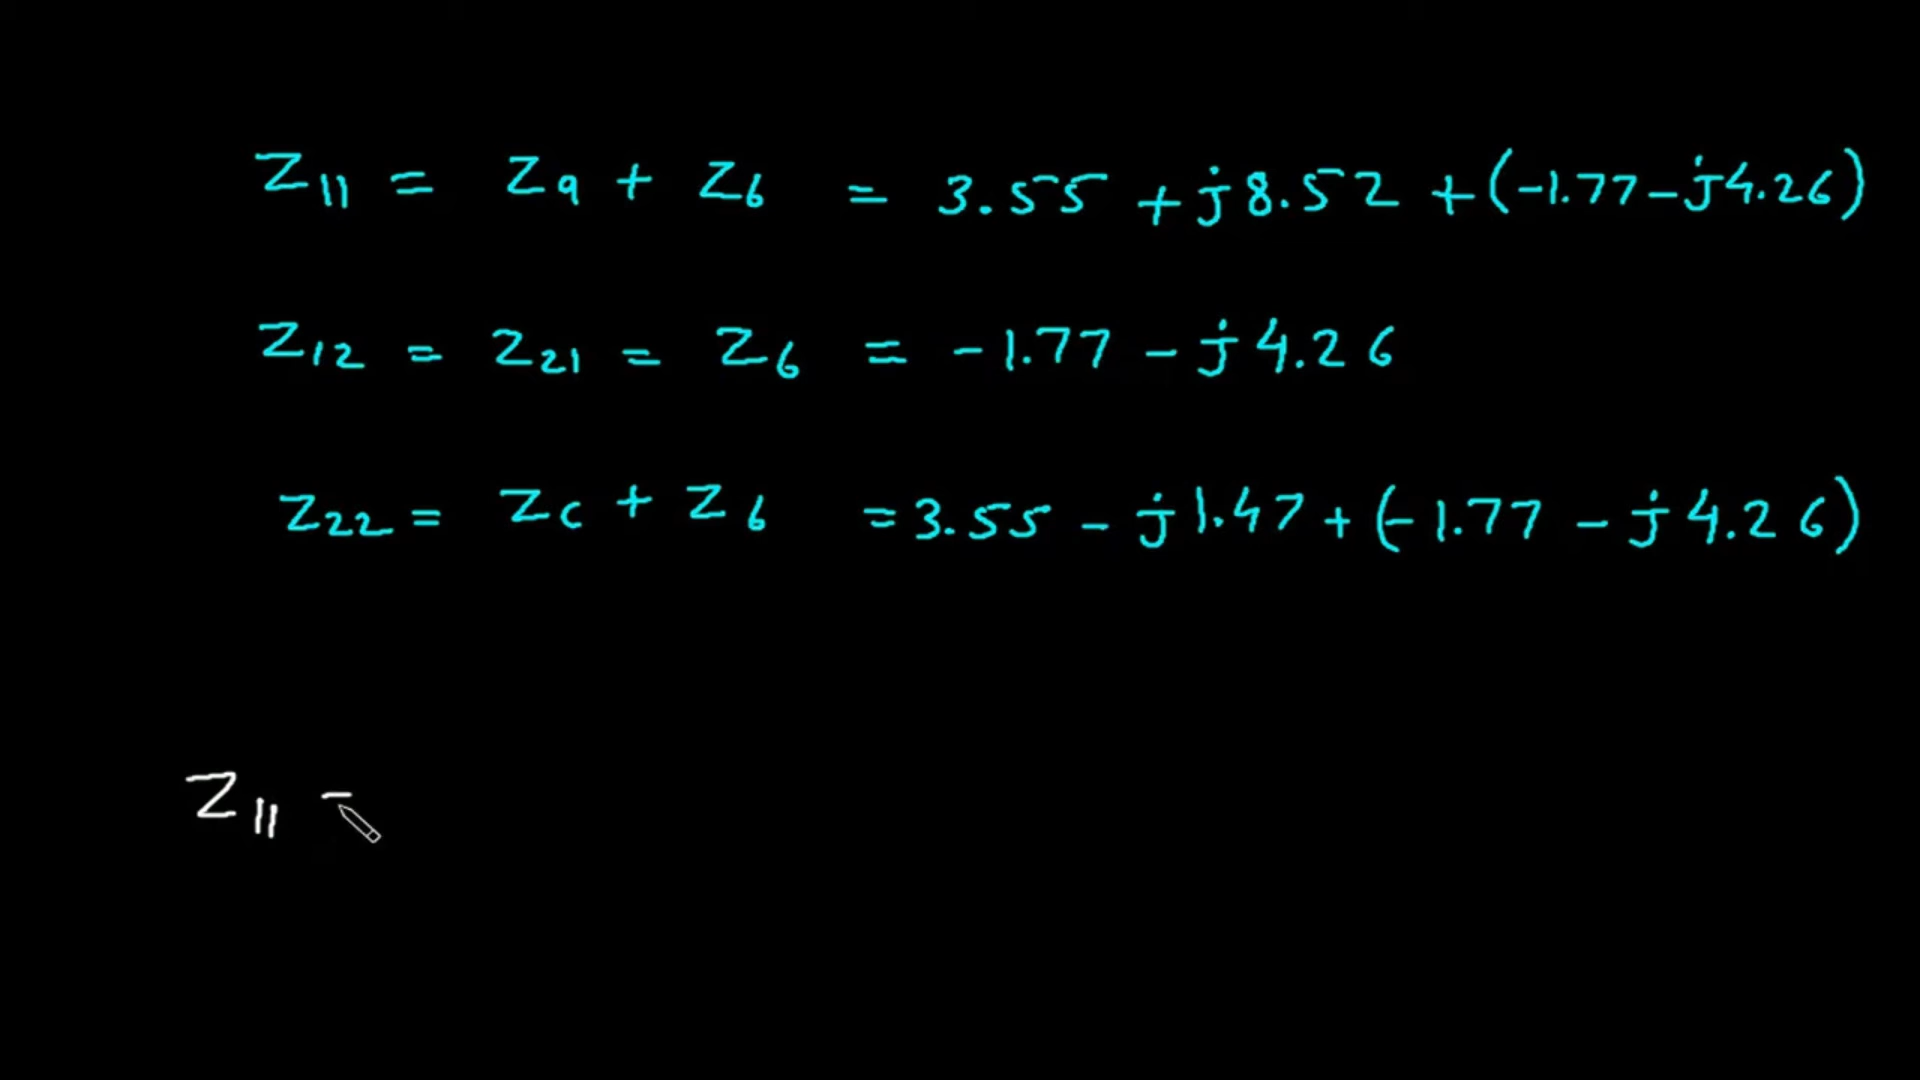 Z₁₁ = Za + Zb = 3.55 + j8.52 + (-1.77 - j4.26)
Z₁₂ = Z₂₁ = Zb = -1.77 - j4.26
Z₂₂ = Zc + Zb = 3.55 - j1.47 + (-1.77 - j4.26)
Z₁₁ -